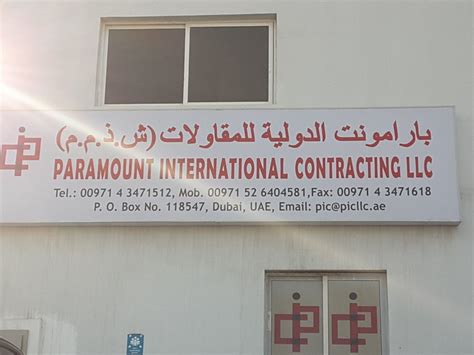 بارامونت الدولية للمقاولات (ش.ذ.م.م)
PARAMOUNT INTERNATIONAL CONTRACTING LLC
Tel.: 00971 4 3471512, Mob. 00971 52 6404581,Fax: 00971 4 3471618
P. O. Box No. 118547, Dubai, UAE, Email: pic@picllc.ae